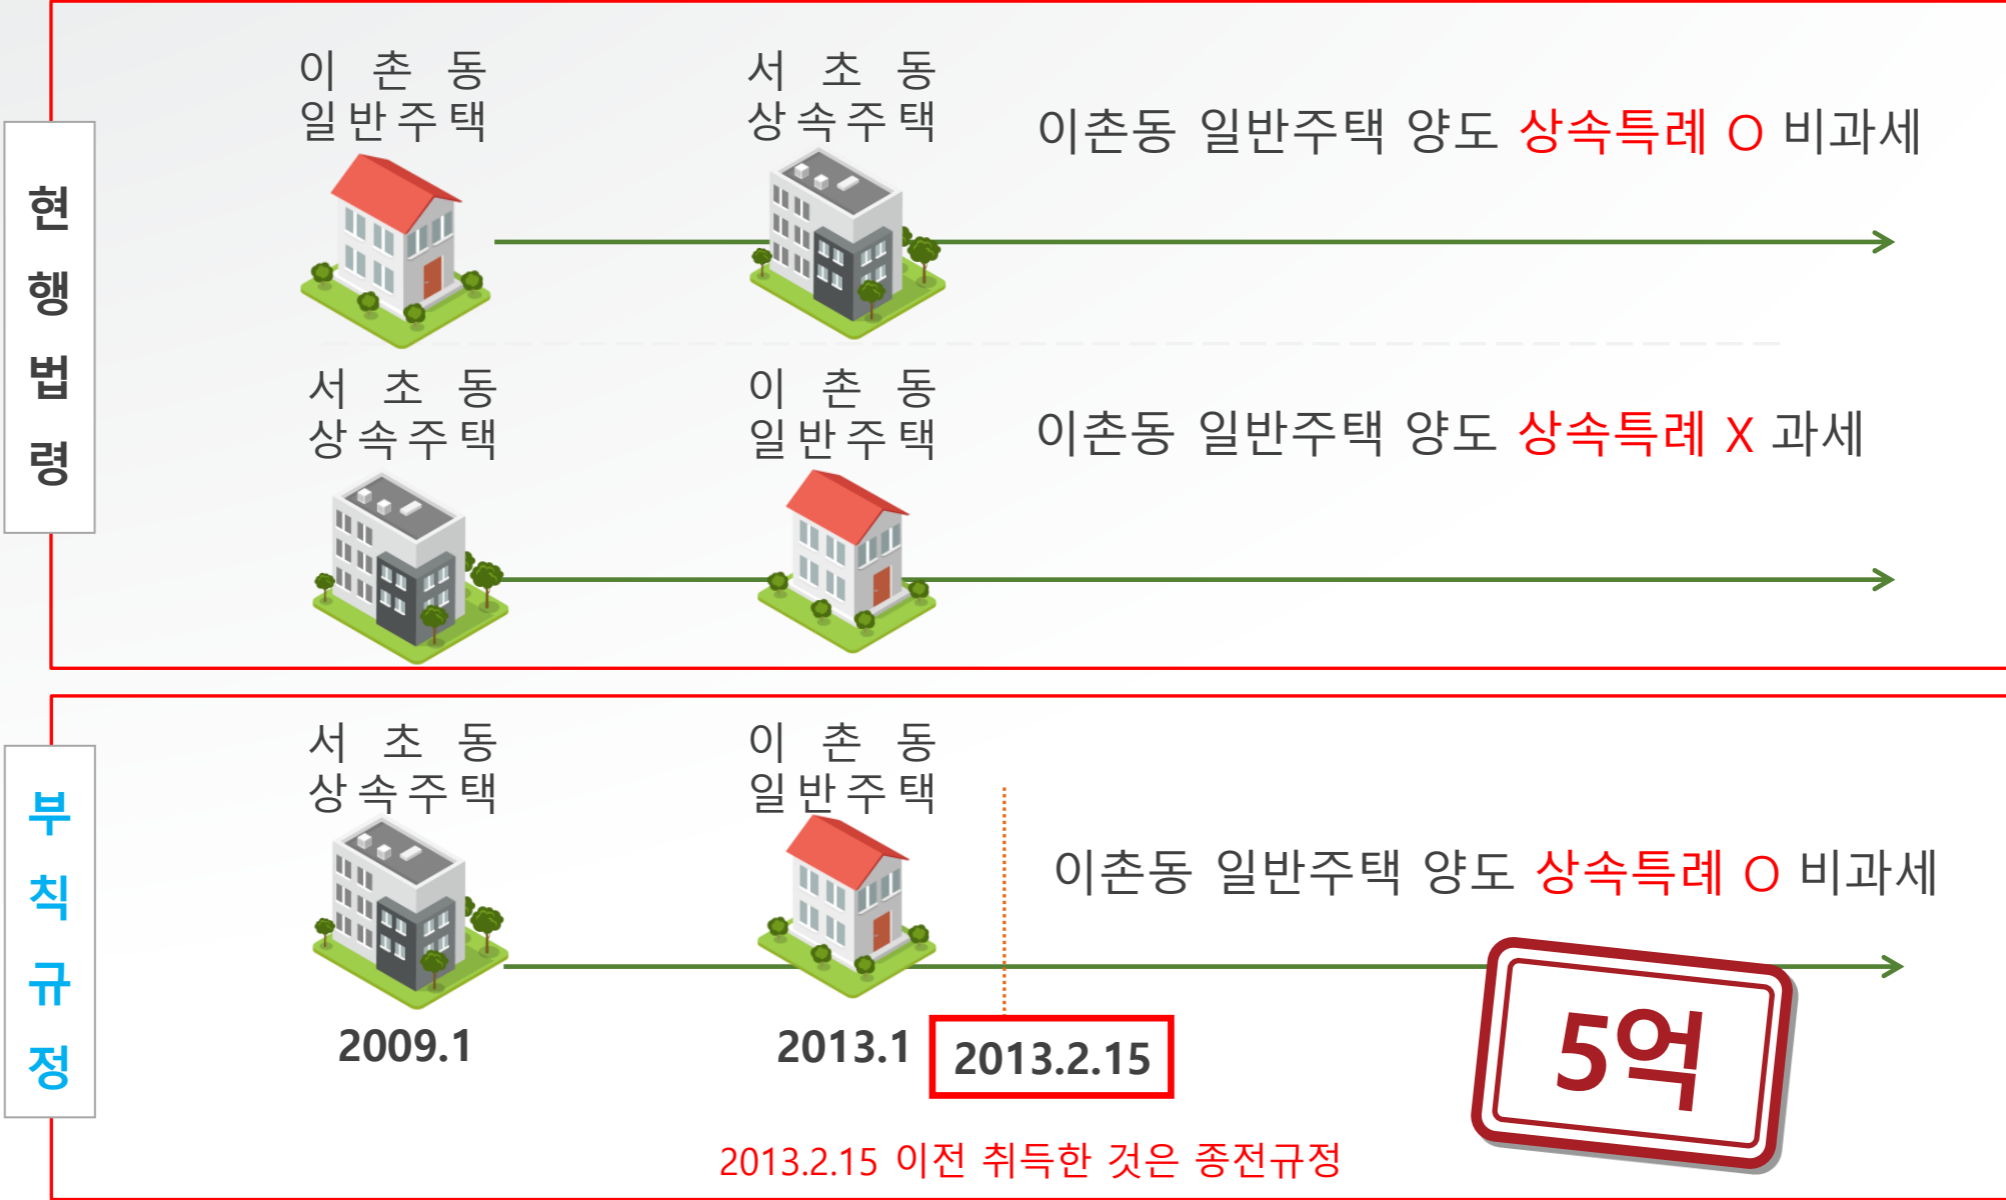 현행법령
이촌동
일반주택
서초동
상속주택
이촌동 일반주택 양도 상속특례 O 비과세
서초동
상속주택
이촌동
일반주택
이촌동 일반주택 양도 상속특례 X 과세
부칙규정
서초동
상속주택
이촌동
일반주택
이촌동 일반주택 양도 상속특례 O 비과세
2009.1
2013.1
2013.2.15
5억
2013.2.15 이전 취득한 것은 종전규정